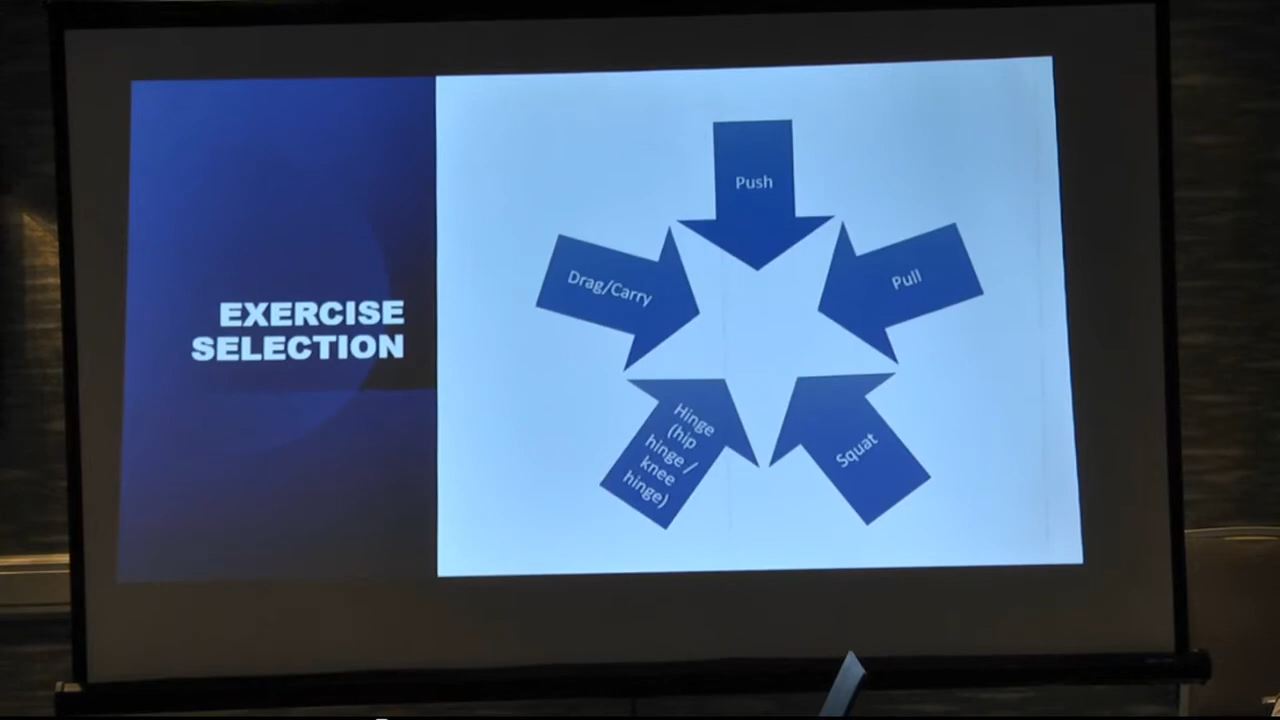 EXERCISE
SELECTION
Push
Pull
Squat
Hinge
(hip
hinge /
knee
hinge)
Drag/Carry